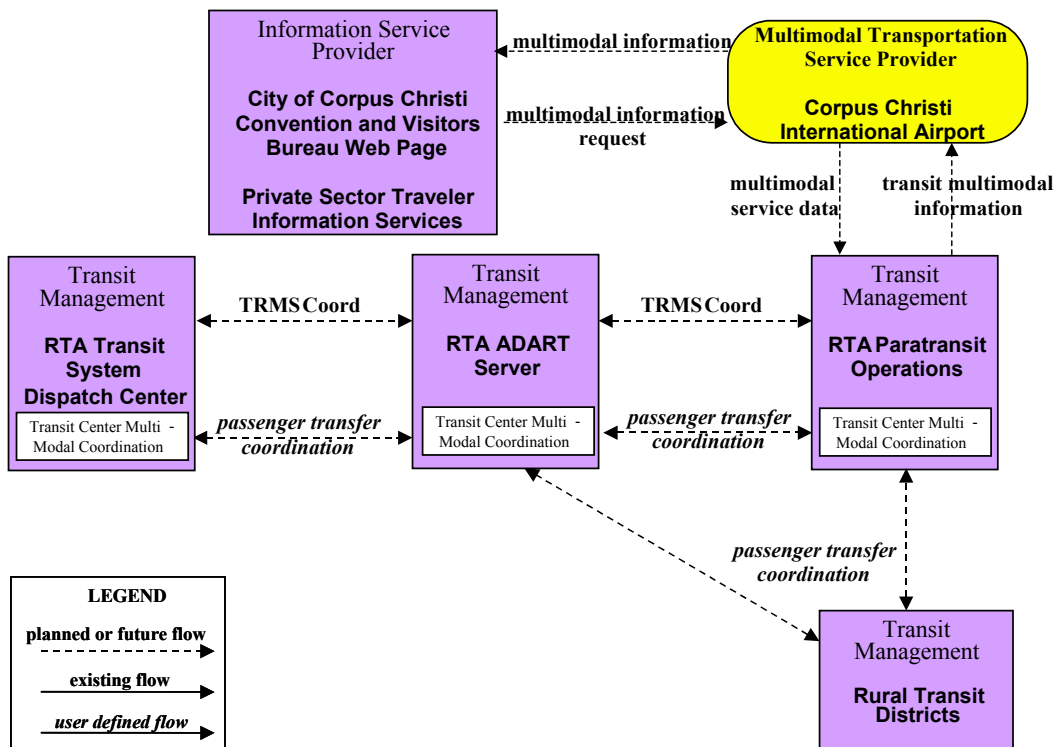 Information Service
Provider
City of Corpus Christi
Convention and Visitors
Bureau Web Page
Private Sector Traveler
Information Services
multimodal information
multimodal information
request
Multimodal Transportation
Service Provider
Corpus Christi
International Airport
multimodal
service data
transit multimodal
information
Transit
Management
RTA Transit
System
Dispatch Center
Transit Center Multi -
Modal Coordination
TRMS Coord
passenger transfer
coordination
Transit
Management
RTA ADART
Server
Transit Center Multi -
Modal Coordination
TRMS Coord
passenger transfer
coordination
Transit
Management
RTA Paratransit
Operations
Transit Center Multi -
Modal Coordination
passenger transfer
coordination
Transit
Management
Rural Transit
Districts
LEGEND
planned or future flow
existing flow
user defined flow